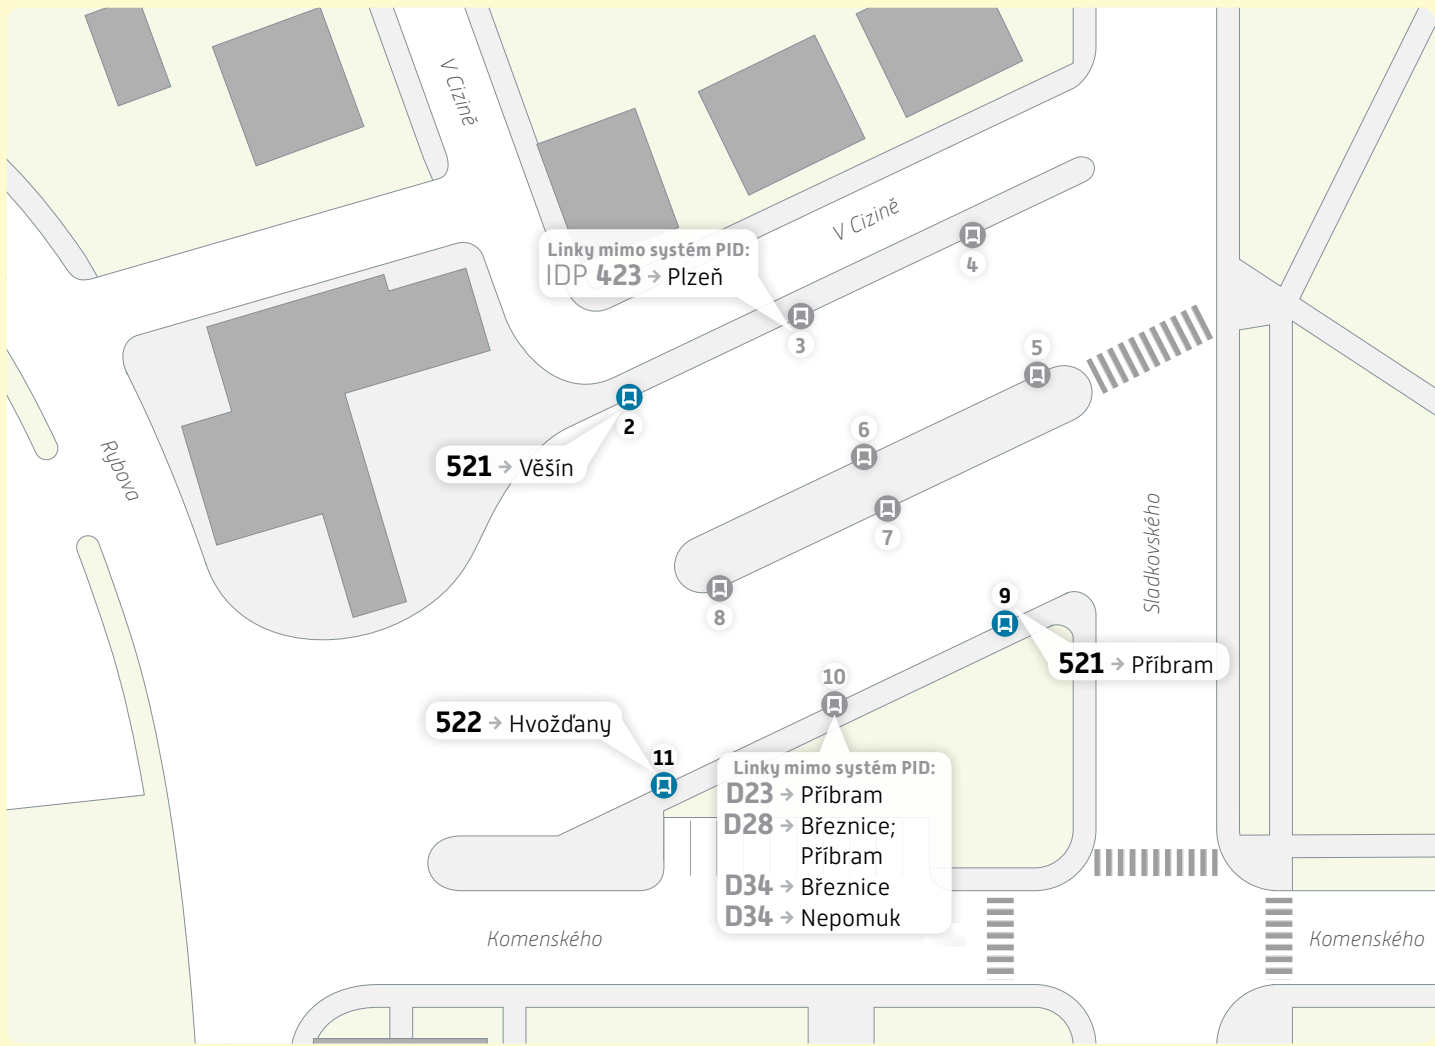 V Cizině
V Cizině
Linky mimo systém PID:
IDP 423 → Plzeň
4
3
5
2
6
521 → Věšín
Rybova
7
Sladkovského
8
9
521 → Příbram
10
522 → Hvožďany
11
Linky mimo systém PID:
D23 → Příbram
D28 → Březnice;
Příbram
D34 → Březnice
D34 → Nepomuk
Komenského
Komenského